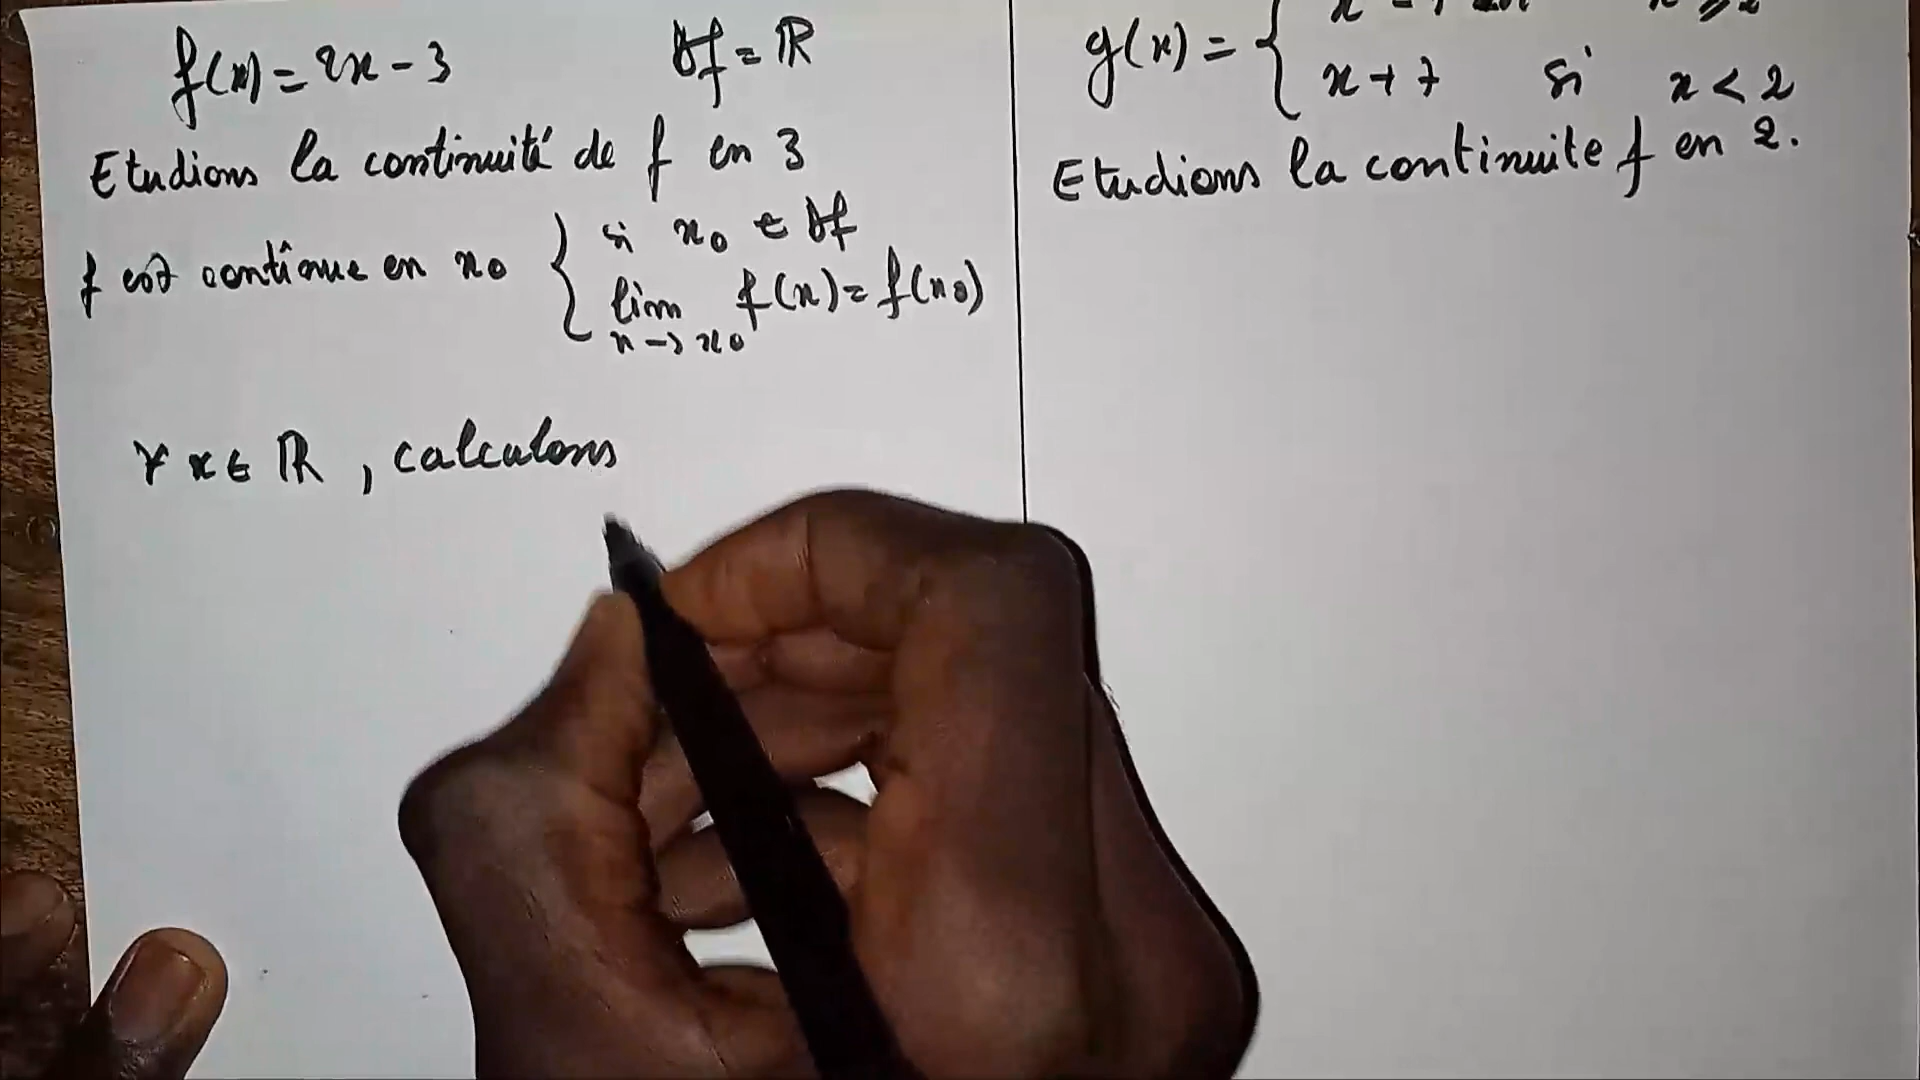 f(x) = 2x - 3 Df = ℝ
Etudions la continuité de f en 3
f est continue en x₀ { si x₀ ∈ Df
lim f(x) = f(x₀)
x → x₀
∀ x ∈ ℝ , calculons
g(x) = {
x + 7 si x < 2
Etudions la continuite f en 2.